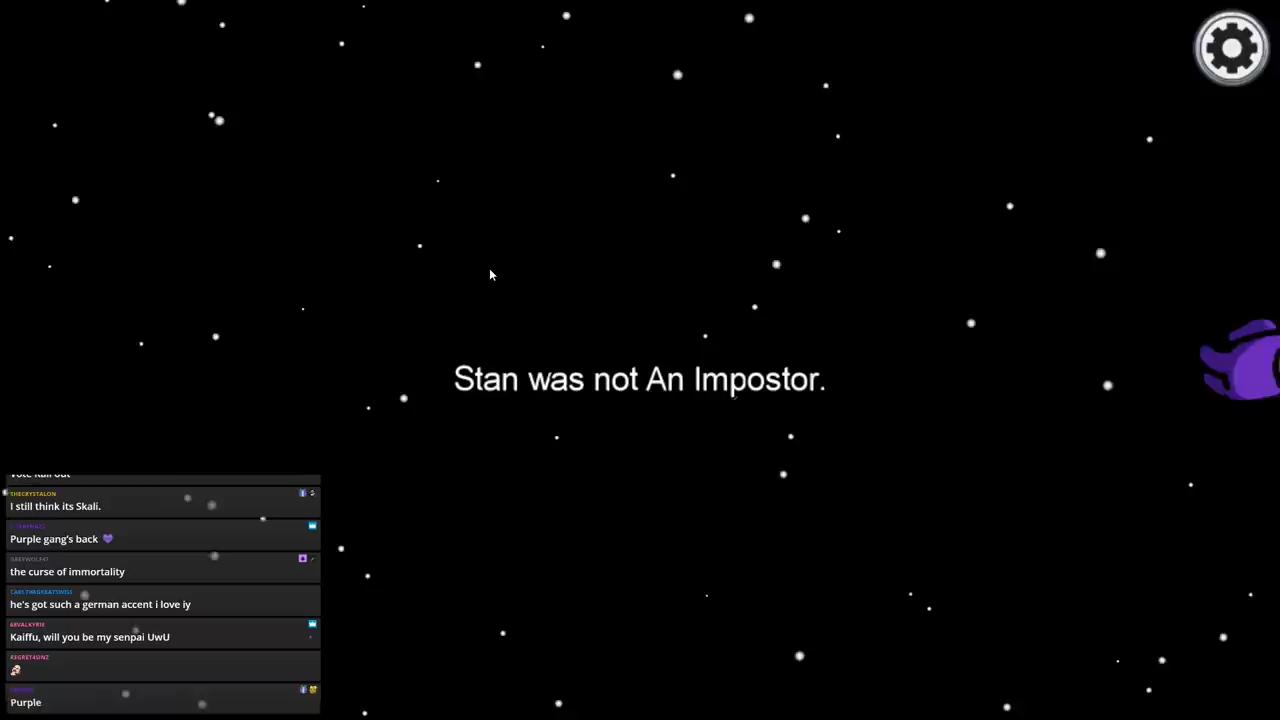 Stan was not An Impostor.
THECRYSTALON
I still think its Skali.
Purple gang's back 💜
the curse of immortality
he's got such a german accent i love iy
Kaiffu, will you be my senpai UwU
Purple